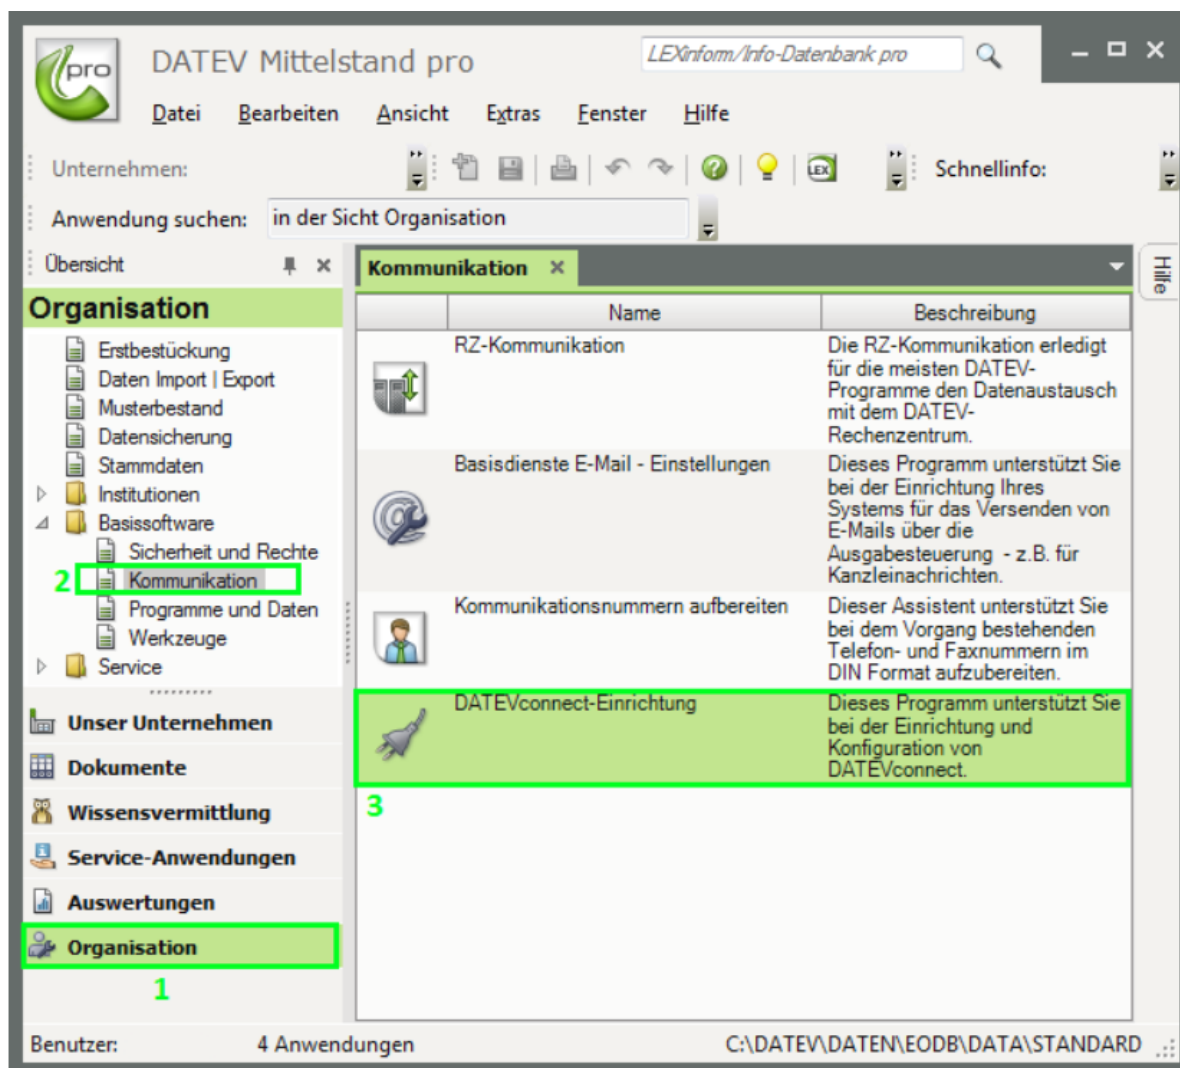 pro
DATEV Mittelstand pro
LEXinform/Info-Datenbank pro
Datei Bearbeiten Ansicht Extras Fenster Hilfe
Unternehmen:
LEX
Schnellinfo:
Anwendung suchen: in der Sicht Organisation
Übersicht
Organisation
Erstbestückung
Daten Import | Export
Musterbestand
Datensicherung
Stammdaten
Institutionen
Basissoftware
Sicherheit und Rechte
2 Kommunikation
Programme und Daten
Werkzeuge
Service
Unser Unternehmen
Dokumente
Wissensvermittlung
Service-Anwendungen
Auswertungen
Organisation
1
Kommunikation
Name Beschreibung
RZ-Kommunikation
Die RZ-Kommunikation erledigt
für die meisten DATEV-
Programme den Datenaustausch
mit dem DATEV-
Rechenzentrum.
Basisdienste E-Mail - Einstellungen
Dieses Programm unterstützt Sie
bei der Einrichtung Ihres
Systems für das Versenden von
E-Mails über die
Ausgabesteuerung - z.B. für
Kanzleinachrichten.
Kommunikationsnummern aufbereiten
Dieser Assistent unterstützt Sie
bei dem Vorgang bestehenden
Telefon- und Faxnummern im
DIN Format aufzubereiten.
DATEVconnect-Einrichtung
Dieses Programm unterstützt Sie
bei der Einrichtung und
Konfiguration von
DATEVconnect.
3
Hilfe
Benutzer: 4 Anwendungen C:\DATEV\DATEN\EODB\DATA\STANDARD